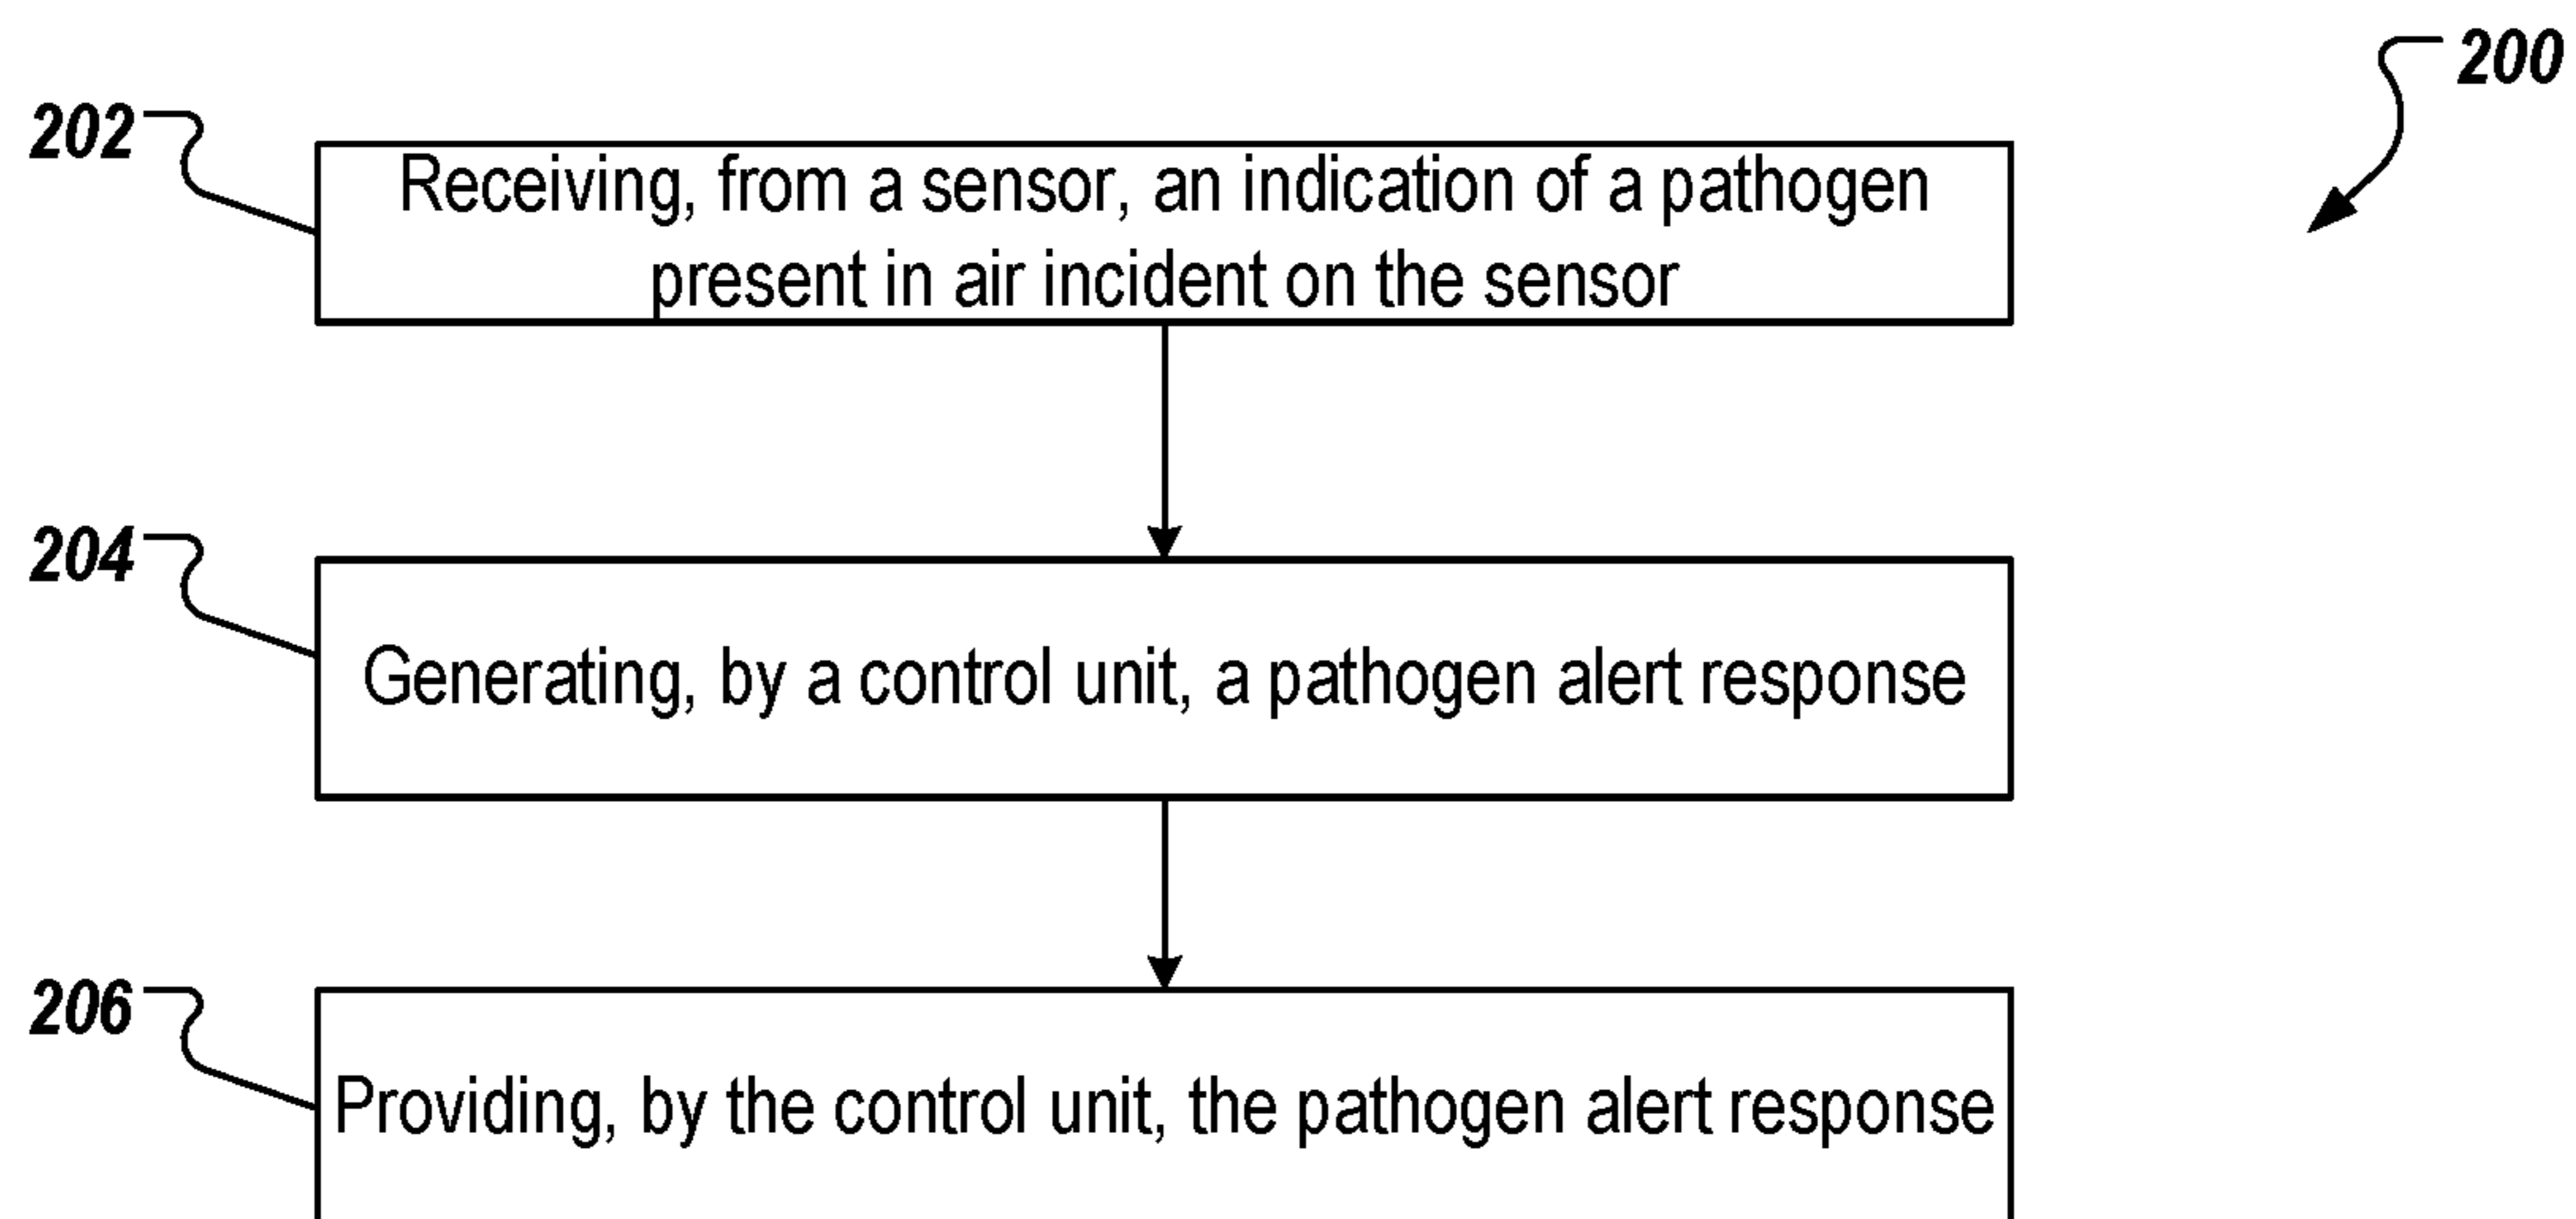 200
202
Receiving, from a sensor, an indication of a pathogen
present in air incident on the sensor
204
Generating, by a control unit, a pathogen alert response
206
Providing, by the control unit, the pathogen alert response